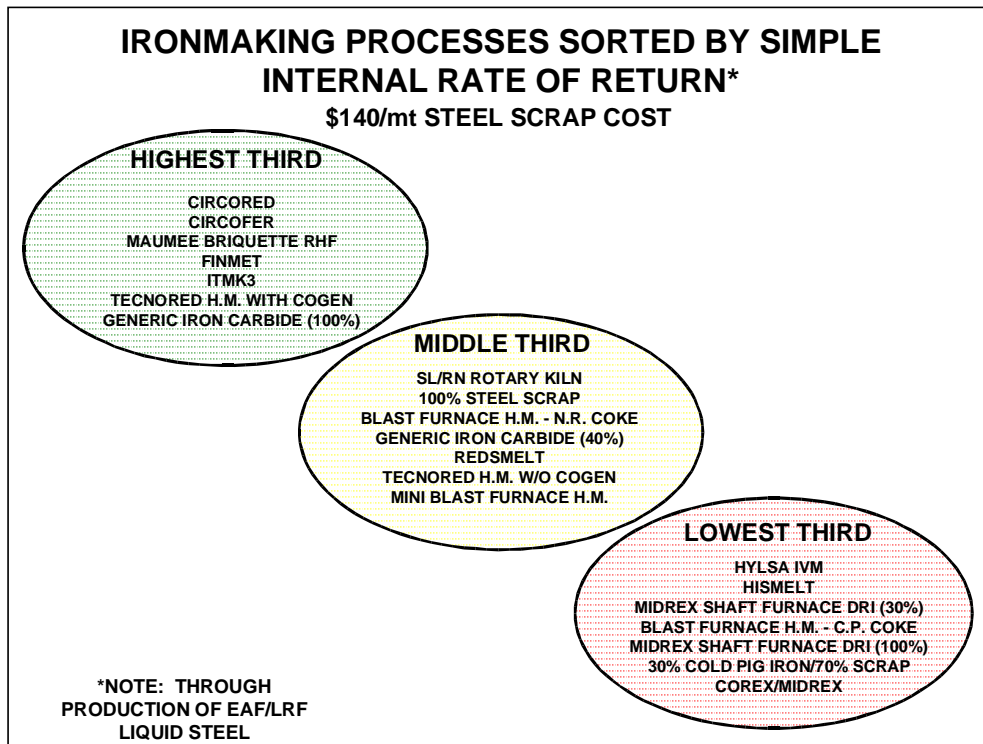 IRONMAKING PROCESSES SORTED BY SIMPLE
INTERNAL RATE OF RETURN*
$140/mt STEEL SCRAP COST
HIGHEST THIRD
CIRCORED
CIRCOFER
MAUMEE BRIQUETTE RHF
FINMET
ITMK3
TECNORED H.M. WITH COGEN
GENERIC IRON CARBIDE (100%)
MIDDLE THIRD
SL/RN ROTARY KILN
100% STEEL SCRAP
BLAST FURNACE H.M. - N.R. COKE
GENERIC IRON CARBIDE (40%)
REDSMELT
TECNORED H.M. W/O COGEN
MINI BLAST FURNACE H.M.
LOWEST THIRD
HYLSA IVM
HISMELT
MIDREX SHAFT FURNACE DRI (30%)
BLAST FURNACE H.M. - C.P. COKE
MIDREX SHAFT FURNACE DRI (100%)
30% COLD PIG IRON/70% SCRAP
COREX/MIDREX
*NOTE: THROUGH
PRODUCTION OF EAF/LRF
LIQUID STEEL